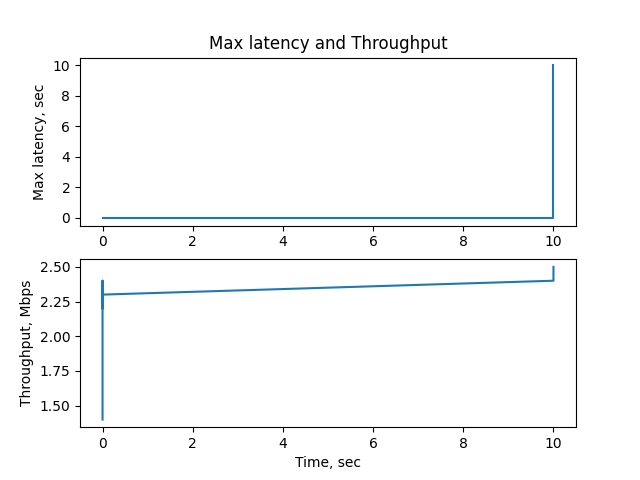 Max latency and Throughput
Max latency, sec
10
8
6
4
2
0
0 2 4 6 8 10
Throughput, Mbps
2.50
2.25
2.00
1.75
1.50
0 2 4 6 8 10
Time, sec